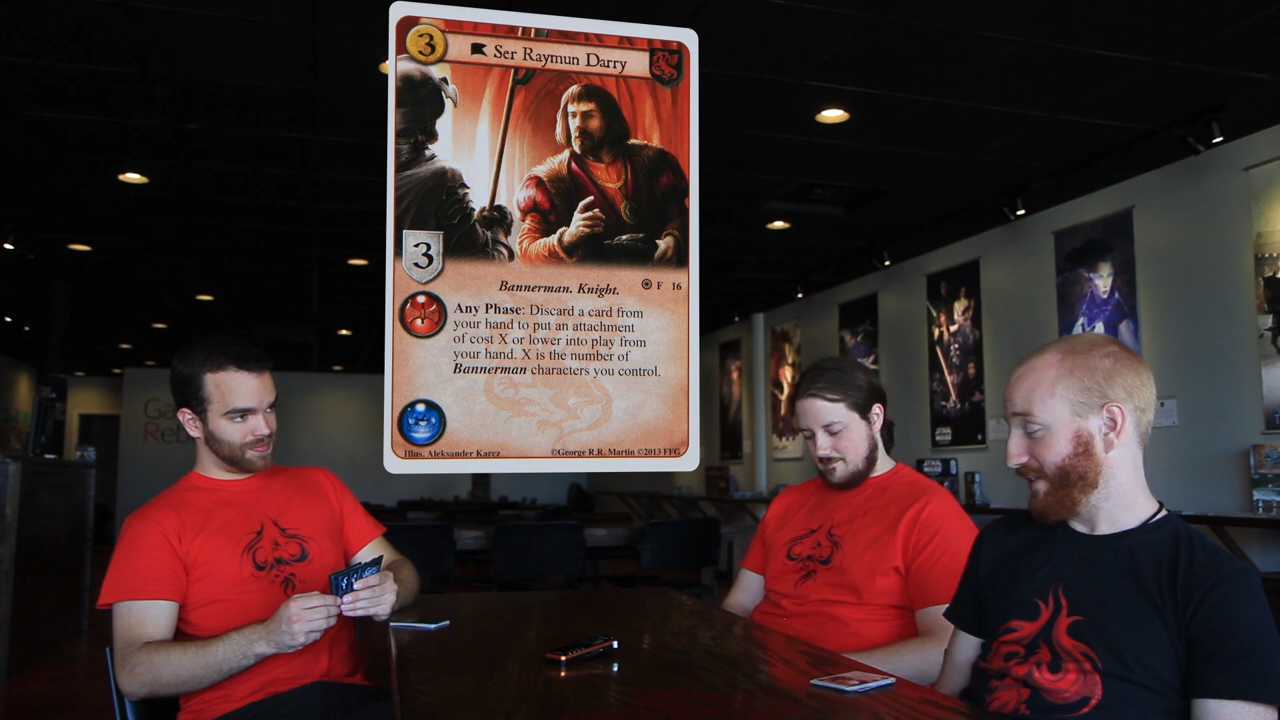 3
Ser Raymun Darry
3
Bannerman. Knight.
F 16
Any Phase: Discard a card from
your hand to put an attachment
of cost X or lower into play from
your hand. X is the number of
Bannerman characters you control.
Illus. Aleksander Karcz
©George R.R. Martin ©2013 FFG
STAR
WARS